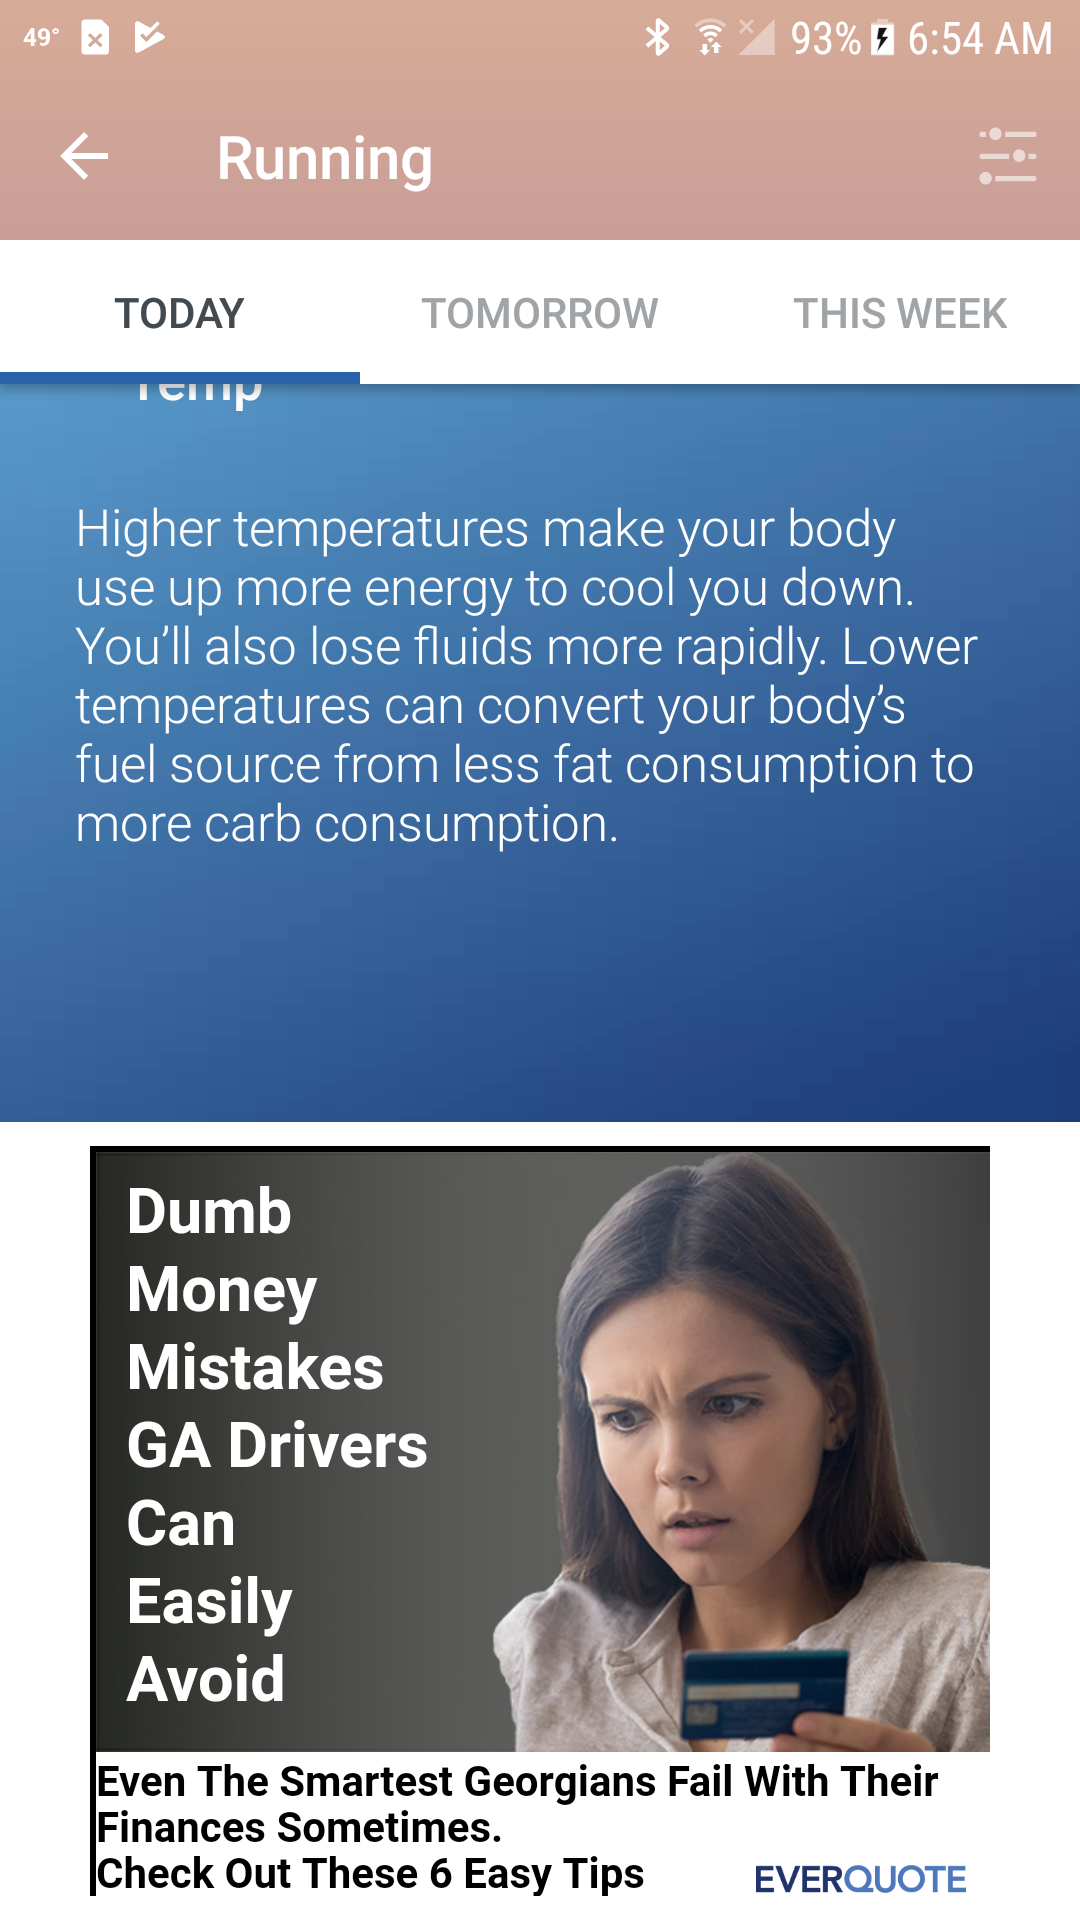 49° 93% 6:54 AM
Running
TODAY TOMORROW THIS WEEK
Temp
Higher temperatures make your body
use up more energy to cool you down.
You’ll also lose fluids more rapidly. Lower
temperatures can convert your body’s
fuel source from less fat consumption to
more carb consumption.
Dumb
Money
Mistakes
GA Drivers
Can
Easily
Avoid
Even The Smartest Georgians Fail With Their
Finances Sometimes.
Check Out These 6 Easy Tips
EVERQUOTE